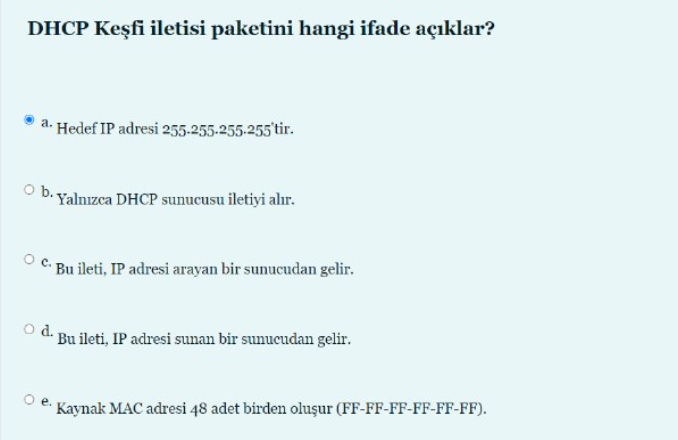 DHCP Keşfi iletisi paketini hangi ifade açıklar?
a. Hedef IP adresi 255.255.255.255'tir.
b. Yalnızca DHCP sunucusu iletiyi alır.
c. Bu ileti, IP adresi arayan bir sunucudan gelir.
d. Bu ileti, IP adresi sunan bir sunucudan gelir.
e. Kaynak MAC adresi 48 adet birden oluşur (FF-FF-FF-FF-FF-FF).